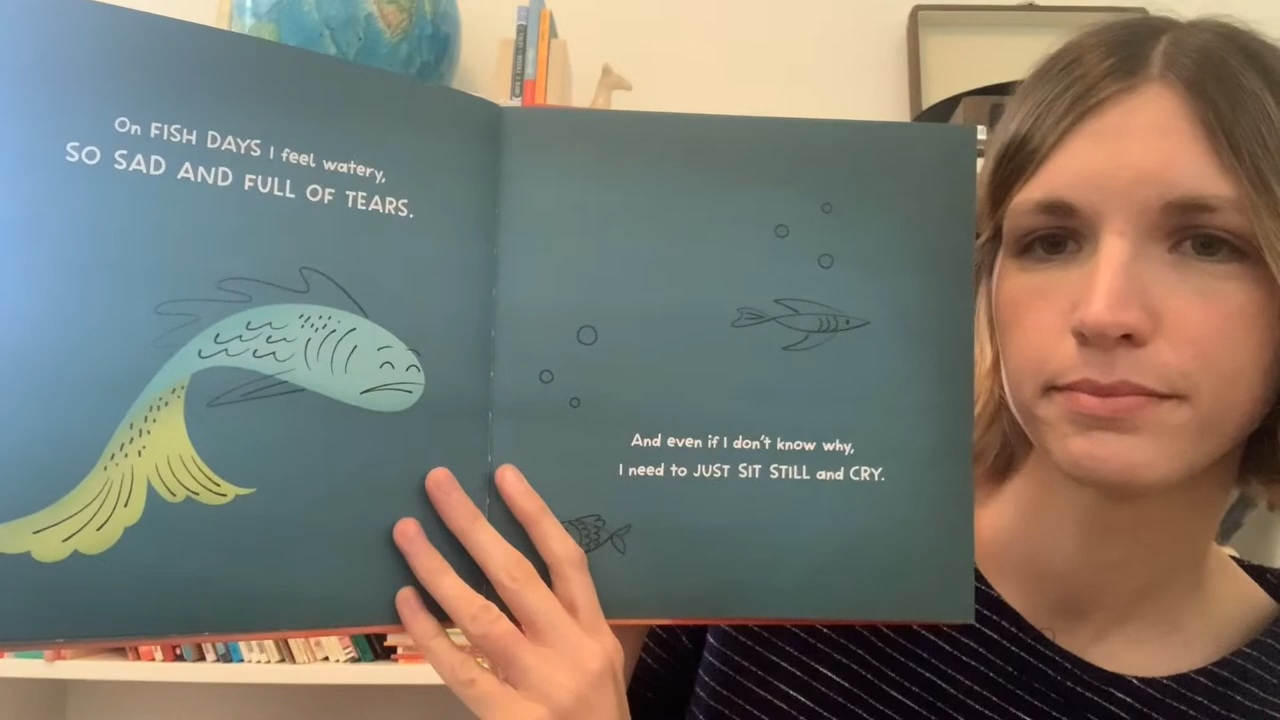 On FISH DAYS I feel watery,
SO SAD AND FULL OF TEARS.
And even if I don't know why,
I need to JUST SIT STILL and CRY.